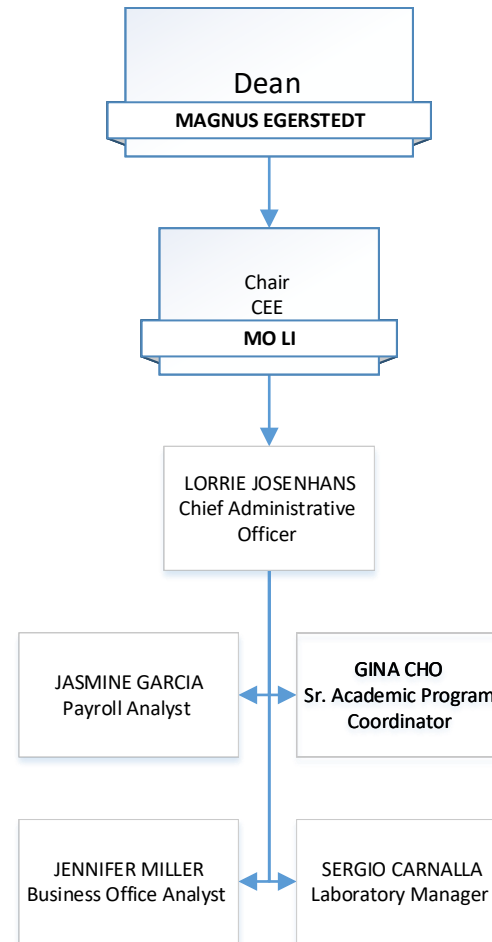 Dean
MAGNUS EGERSTEDT
Chair
CEE
MO LI
LORRIE JOSENHANS
Chief Administrative
Officer
JASMINE GARCIA
Payroll Analyst
GINA CHO
Sr. Academic Program
Coordinator
JENNIFER MILLER
Business Office Analyst
SERGIO CARNALLA
Laboratory Manager